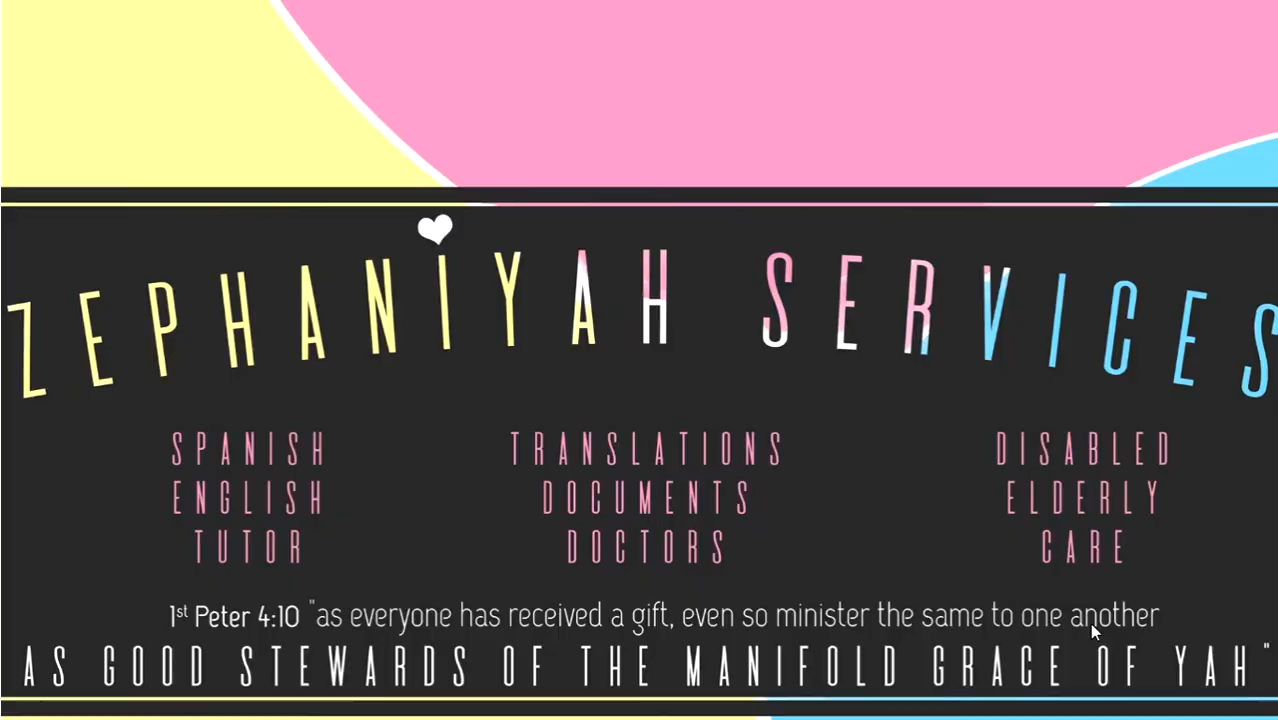 ZEPHANIYAH SERVICES
SPANISH
ENGLISH
TUTOR
TRANSLATIONS
DOCUMENTS
DOCTORS
DISABLED
ELDERLY
CARE
1st Peter 4:10 "as everyone has received a gift, even so minister the same to one another
AS GOOD STEWARDS OF THE MANIFOLD GRACE OF YAH"